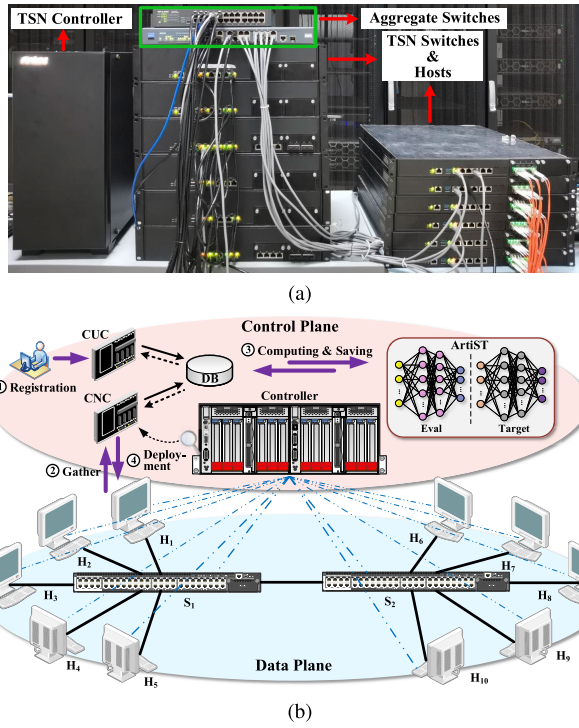 TSN Controller
Aggregate Switches
TSN Switches
&
Hosts
(a)
Control Plane
CUC
① Registration
DB
③ Computing & Saving
ArtiST
Eval
Target
CNC
Controller
② Gather
④ Deploy-
ment
H1
H2
H3
H4
H5
S1
S2
H6
H7
H8
H9
H10
Data Plane
(b)